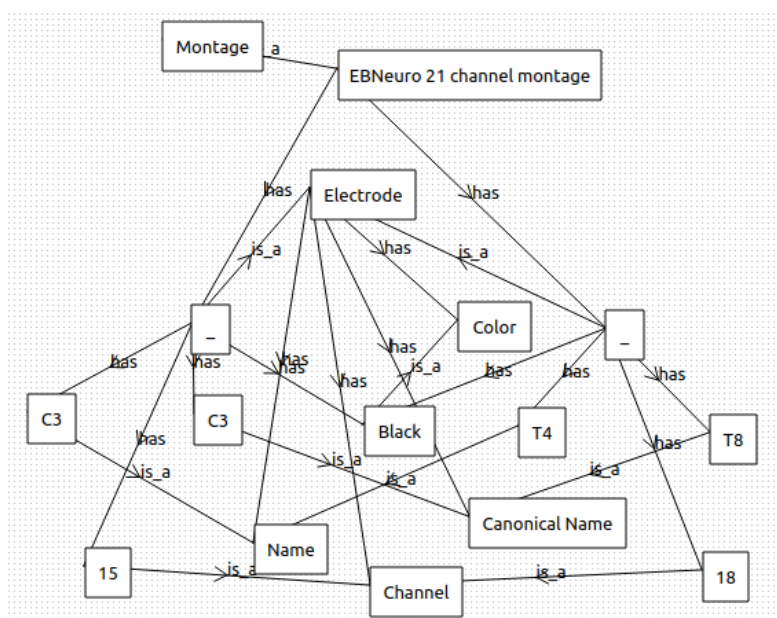 Montage
_a
EBNeuro 21 channel montage
has
has
Electrode
has
is_a
is_a
Color
_
_
has
has
has
has
has
has
is_a
has
has
has
has
C3
C3
Black
T4
T8
has
has
is_a
is_a
is_a
is_a
Canonical Name
Name
15
is_a
is_a
18
Channel